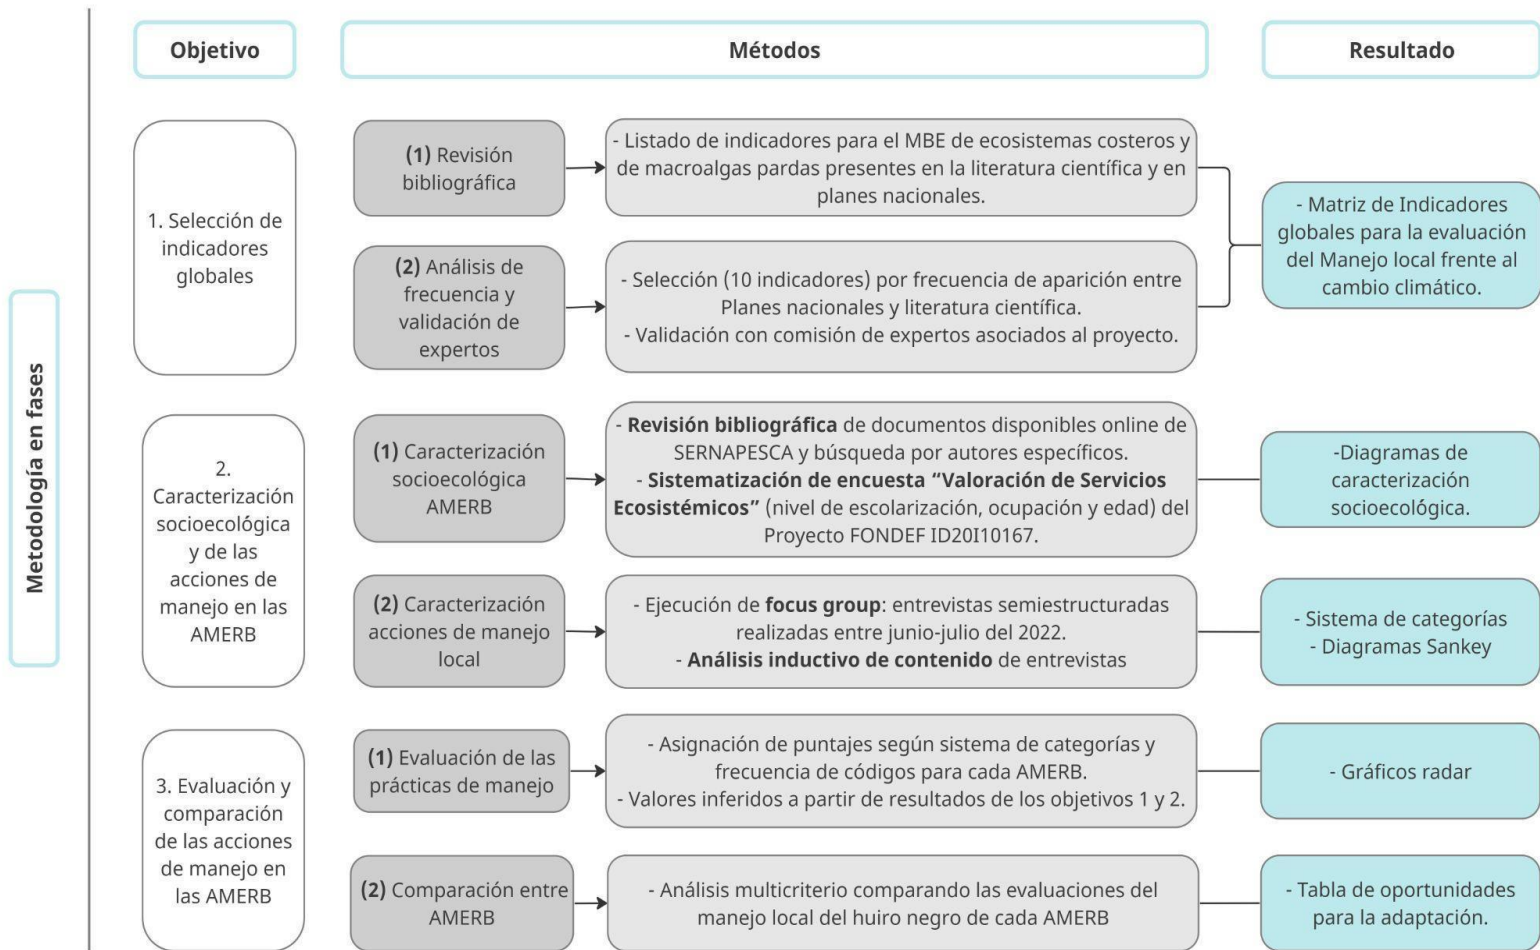 Objetivo
Métodos
Resultado
Metodología en fases
1. Selección de
indicadores
globales
(1) Revisión
bibliográfica
- Listado de indicadores para el MBE de ecosistemas costeros y
de macroalgas pardas presentes en la literatura científica y en
planes nacionales.
(2) Análisis de
frecuencia y
validación de
expertos
- Selección (10 indicadores) por frecuencia de aparición entre
Planes nacionales y literatura científica.
- Validación con comisión de expertos asociados al proyecto.
- Matriz de Indicadores
globales para la evaluación
del Manejo local frente al
cambio climático.
2.
Caracterización
socioecológica
y de las
acciones de
manejo en las
AMERB
(1) Caracterización
socioecológica
AMERB
- Revisión bibliográfica de documentos disponibles online de
SERNAPESCA y búsqueda por autores específicos.
- Sistematización de encuesta “Valoración de Servicios
Ecosistémicos” (nivel de escolarización, ocupación y edad) del
Proyecto FONDEF ID20I10167.
-Diagramas de
caracterización
socioecológica.
(2) Caracterización
acciones de manejo
local
- Ejecución de focus group: entrevistas semiestructuradas
realizadas entre junio-julio del 2022.
- Análisis inductivo de contenido de entrevistas
- Sistema de categorías
- Diagramas Sankey
3. Evaluación y
comparación
de las acciones
de manejo en
las AMERB
(1) Evaluación de las
prácticas de manejo
- Asignación de puntajes según sistema de categorías y
frecuencia de códigos para cada AMERB.
- Valores inferidos a partir de resultados de los objetivos 1 y 2.
- Gráficos radar
(2) Comparación entre
AMERB
- Análisis multicriterio comparando las evaluaciones del
manejo local del huiro negro de cada AMERB
- Tabla de oportunidades
para la adaptación.